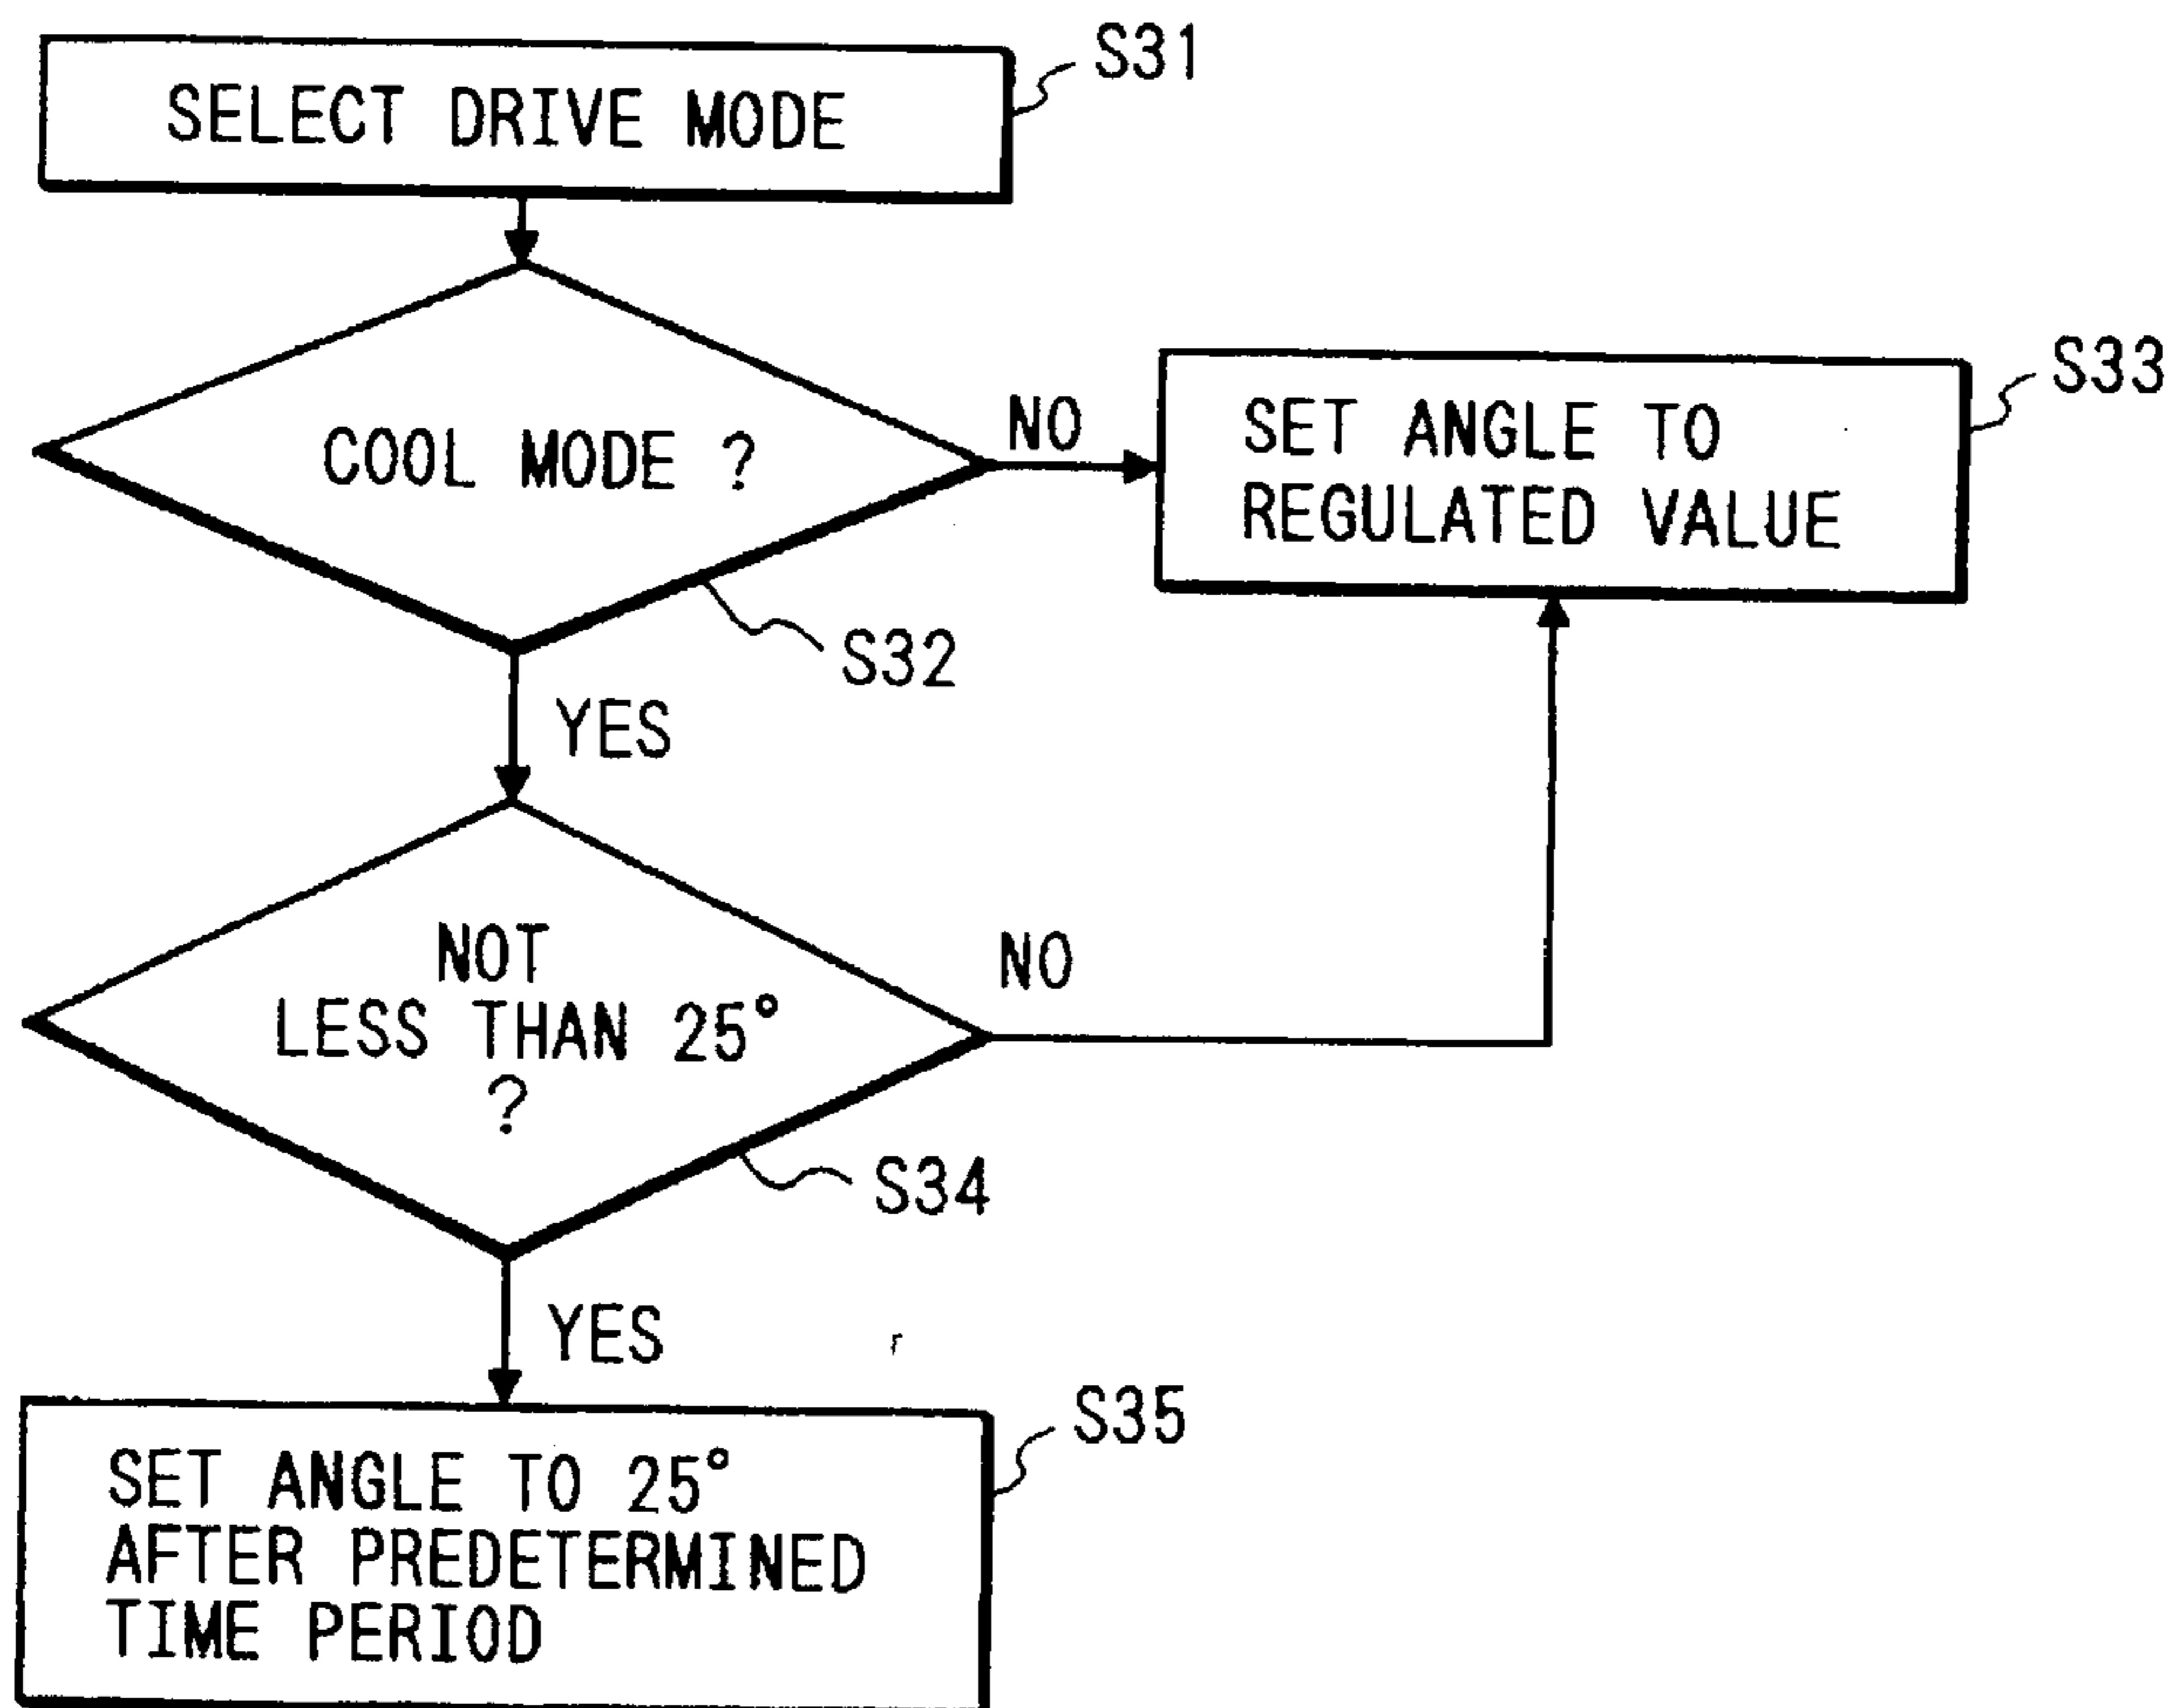 SELECT DRIVE MODE
S31
COOL MODE ?
NO
SET ANGLE TO
REGULATED VALUE
S33
S32
YES
NOT
LESS THAN 25°
?
NO
S34
YES
SET ANGLE TO 25°
AFTER PREDETERMINED
TIME PERIOD
S35